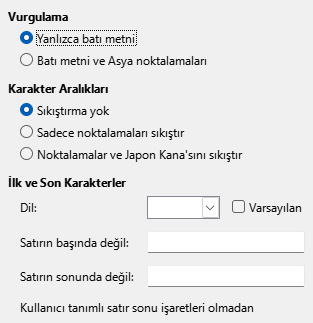 Vurgulama
Yanlızca batı metni
Batı metni ve Asya noktalamaları
Karakter Aralıkları
Sıkıştırma yok
Sadece noktalamaları sıkıştır
Noktalamalar ve Japon Kana'sını sıkıştır
İlk ve Son Karakterler
Dil:
Varsayılan
Satırın başında değil:
Satırın sonunda değil:
Kullanıcı tanımlı satır sonu işaretleri olmadan